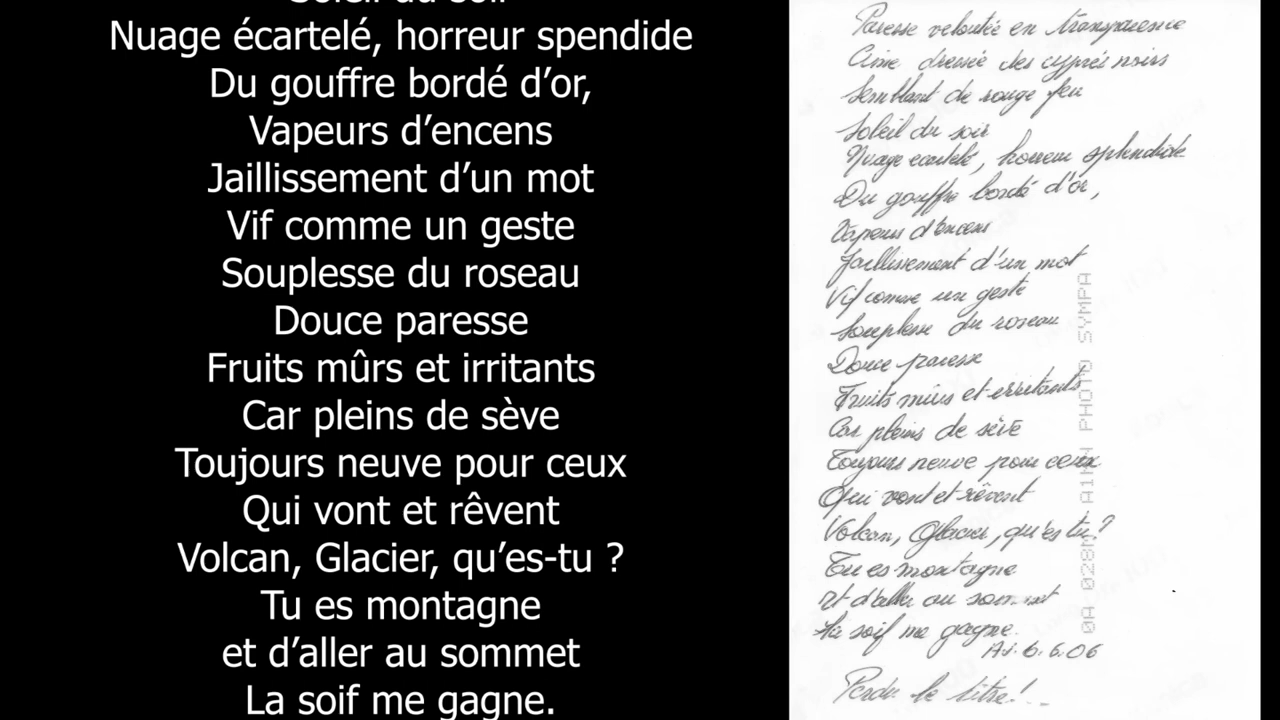 Soleil du soir
Nuage écartelé, horreur spendide
Du gouffre bordé d’or,
Vapeurs d’encens
Jaillissement d’un mot
Vif comme un geste
Souplesse du roseau
Douce paresse
Fruits mûrs et irritants
Car pleins de sève
Toujours neuve pour ceux
Qui vont et rêvent
Volcan, Glacier, qu’es-tu ?
Tu es montagne
et d’aller au sommet
La soif me gagne.
Paresse veloutée en transparence
Cime dressée des cyprès noirs
Semblant de rouge feu
Soleil du soir
Nuage ecartelé, horreur splendide
Du gouffre bordé d'or,
Vapeurs d'encens
Jaillissement d'un mot
Vif comme un geste
Souplesse du roseau
Douce paresse
Fruits mûrs et irritants
Car pleins de sève
Toujours neuve pour ceux
Qui vont et rêvent
Volcan, Glacier, qu'es tu?
Tu es montagne
Et d'aller au sommet
La soif me gagne.
6.6.06
Perdu le titre!
PHOTO SYMPA